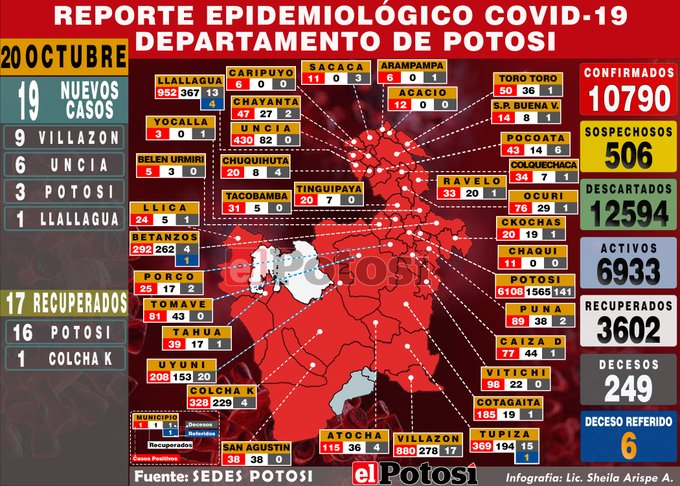 REPORTE EPIDEMIOLÓGICO COVID-19
DEPARTAMENTO DE POTOSI
20 OCTUBRE
19 NUEVOS CASOS
9 VILLAZON
6 UNCIA
3 POTOSI
1 LLALLAGUA
17 RECUPERADOS
16 POTOSI
1 COLCHA K
SACACA
11 0 3
ARAMPAMPA
6 0 1
CARIPUYO
6 0 0
LLALLAGUA
952 367 13
4
TORO TORO
50 36 1
ACACIO
12 0 0
CHAYANTA
47 27 2
S.P. BUENA V.
14 8 1
YOCALLA
3 0 1
UNCIA
430 82 0
POCOATA
43 14 6
BELEN URMIRI
5 3 0
CHUQUIHUTA
20 8 4
COLQUECHACA
34 7 1
TINGUIPAYA
20 7 0
RAVELO
33 20 1
TACOBAMBA
31 5 0
OCURI
76 29 1
LLICA
24 5 1
CKOCHAS
20 19 1
BETANZOS
292 262 4
1
CHAQUI
11 0 0
el POTOSí
PORCO
25 17 2
POTOSI
6108 1565 141
TOMAVE
81 43 0
PUNA
89 38 2
TAHUA
39 17 1
CAIZA D
77 44 1
UYUNI
208 153 20
VITICHI
98 22 0
COLCHA K
328 229 4
COTAGAITA
185 19 1
MUNICIPIO
1 1 1
1
Decesos
Referidos
Recuperados
Casos Positivos
SAN AGUSTIN
38 38 0
ATOCHA
115 36 4
VILLAZON
880 278 17
TUPIZA
369 194 15
1
CONFIRMADOS
10790
SOSPECHOSOS
506
DESCARTADOS
12594
ACTIVOS
6933
RECUPERADOS
3602
DECESOS
249
DECESO REFERIDO
6
Fuente: SEDES POTOSI
el Potosí
Infografia: Lic. Sheila Arispe A.